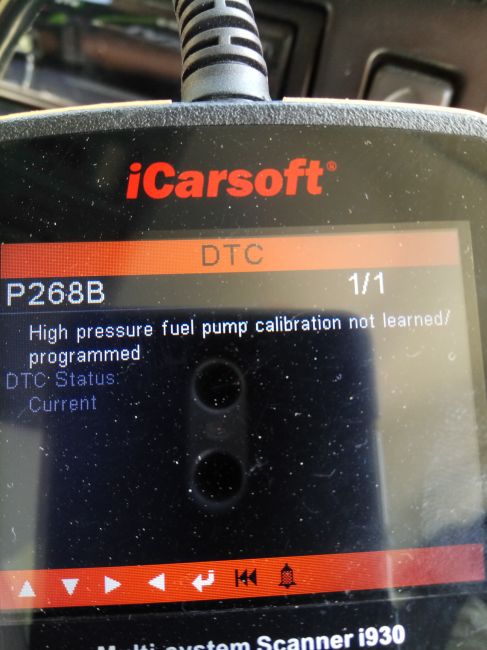 iCarsoft®
DTC
P268B 1/1
High pressure fuel pump calibration not learned/
programmed
DTC Status:
Current
Multi-system Scanner i930